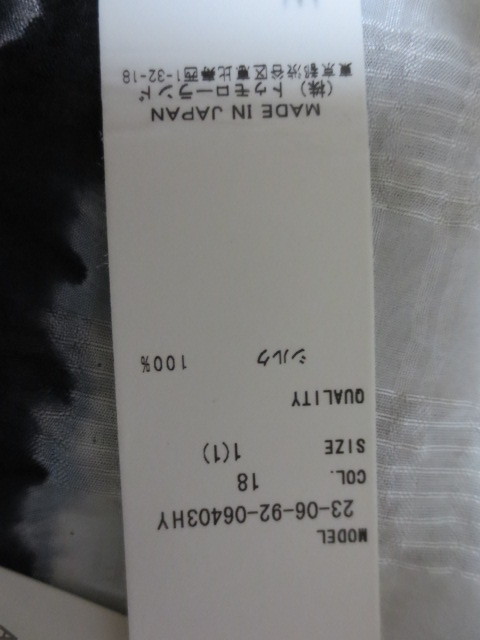 MODEL
23-06-92-06403HY
COL. 18
SIZE 1(1)
QUALITY
シルク 100%
MADE IN JAPAN
(株)トゥモローランド
東京都渋谷区恵比寿西1-32-18